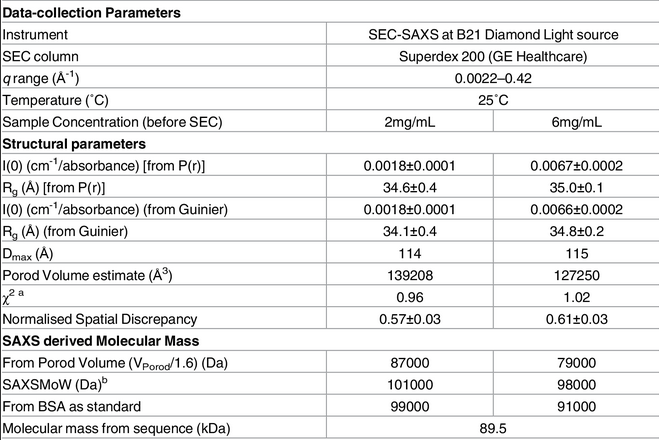 Data-collection Parameters
Instrument SEC-SAXS at B21 Diamond Light source
SEC column Superdex 200 (GE Healthcare)
q range (Å-1) 0.0022–0.42
Temperature (˚C) 25˚C
Sample Concentration (before SEC) 2mg/mL 6mg/mL
Structural parameters
I(0) (cm-1/absorbance) [from P(r)] 0.0018±0.0001 0.0067±0.0002
Rg (Å) [from P(r)] 34.6±0.4 35.0±0.1
I(0) (cm-1/absorbance) (from Guinier) 0.0018±0.0001 0.0066±0.0002
Rg (Å) (from Guinier) 34.1±0.4 34.8±0.2
Dmax (Å) 114 115
Porod Volume estimate (Å3) 139208 127250
χ2 a 0.96 1.02
Normalised Spatial Discrepancy 0.57±0.03 0.61±0.03
SAXS derived Molecular Mass
From Porod Volume (VPorod/1.6) (Da) 87000 79000
SAXSMoW (Da)b 101000 98000
From BSA as standard 99000 91000
Molecular mass from sequence (kDa) 89.5